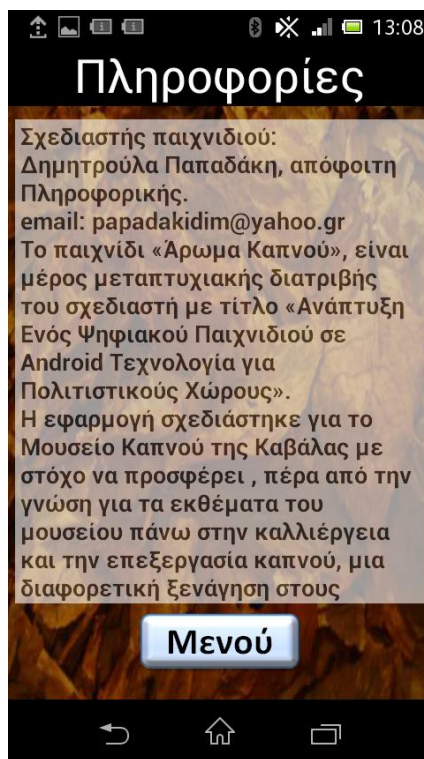 13:08
Πληροφορίες
Σχεδιαστής παιχνιδιού:
Δημητρούλα Παπαδάκη, απόφοιτη
Πληροφορικής.
email: papadakidim@yahoo.gr
Το παιχνίδι «Άρωμα Καπνού», είναι
μέρος μεταπτυχιακής διατριβής
του σχεδιαστή με τίτλο «Ανάπτυξη
Ενός Ψηφιακού Παιχνιδιού σε
Android Τεχνολογία για
Πολιτιστικούς Χώρους».
Η εφαρμογή σχεδιάστηκε για το
Μουσείο Καπνού της Καβάλας με
στόχο να προσφέρει , πέρα από την
γνώση για τα εκθέματα του
μουσείου πάνω στην καλλιέργεια
και την επεξεργασία καπνού, μια
διαφορετική ξενάγηση στους
Μενού